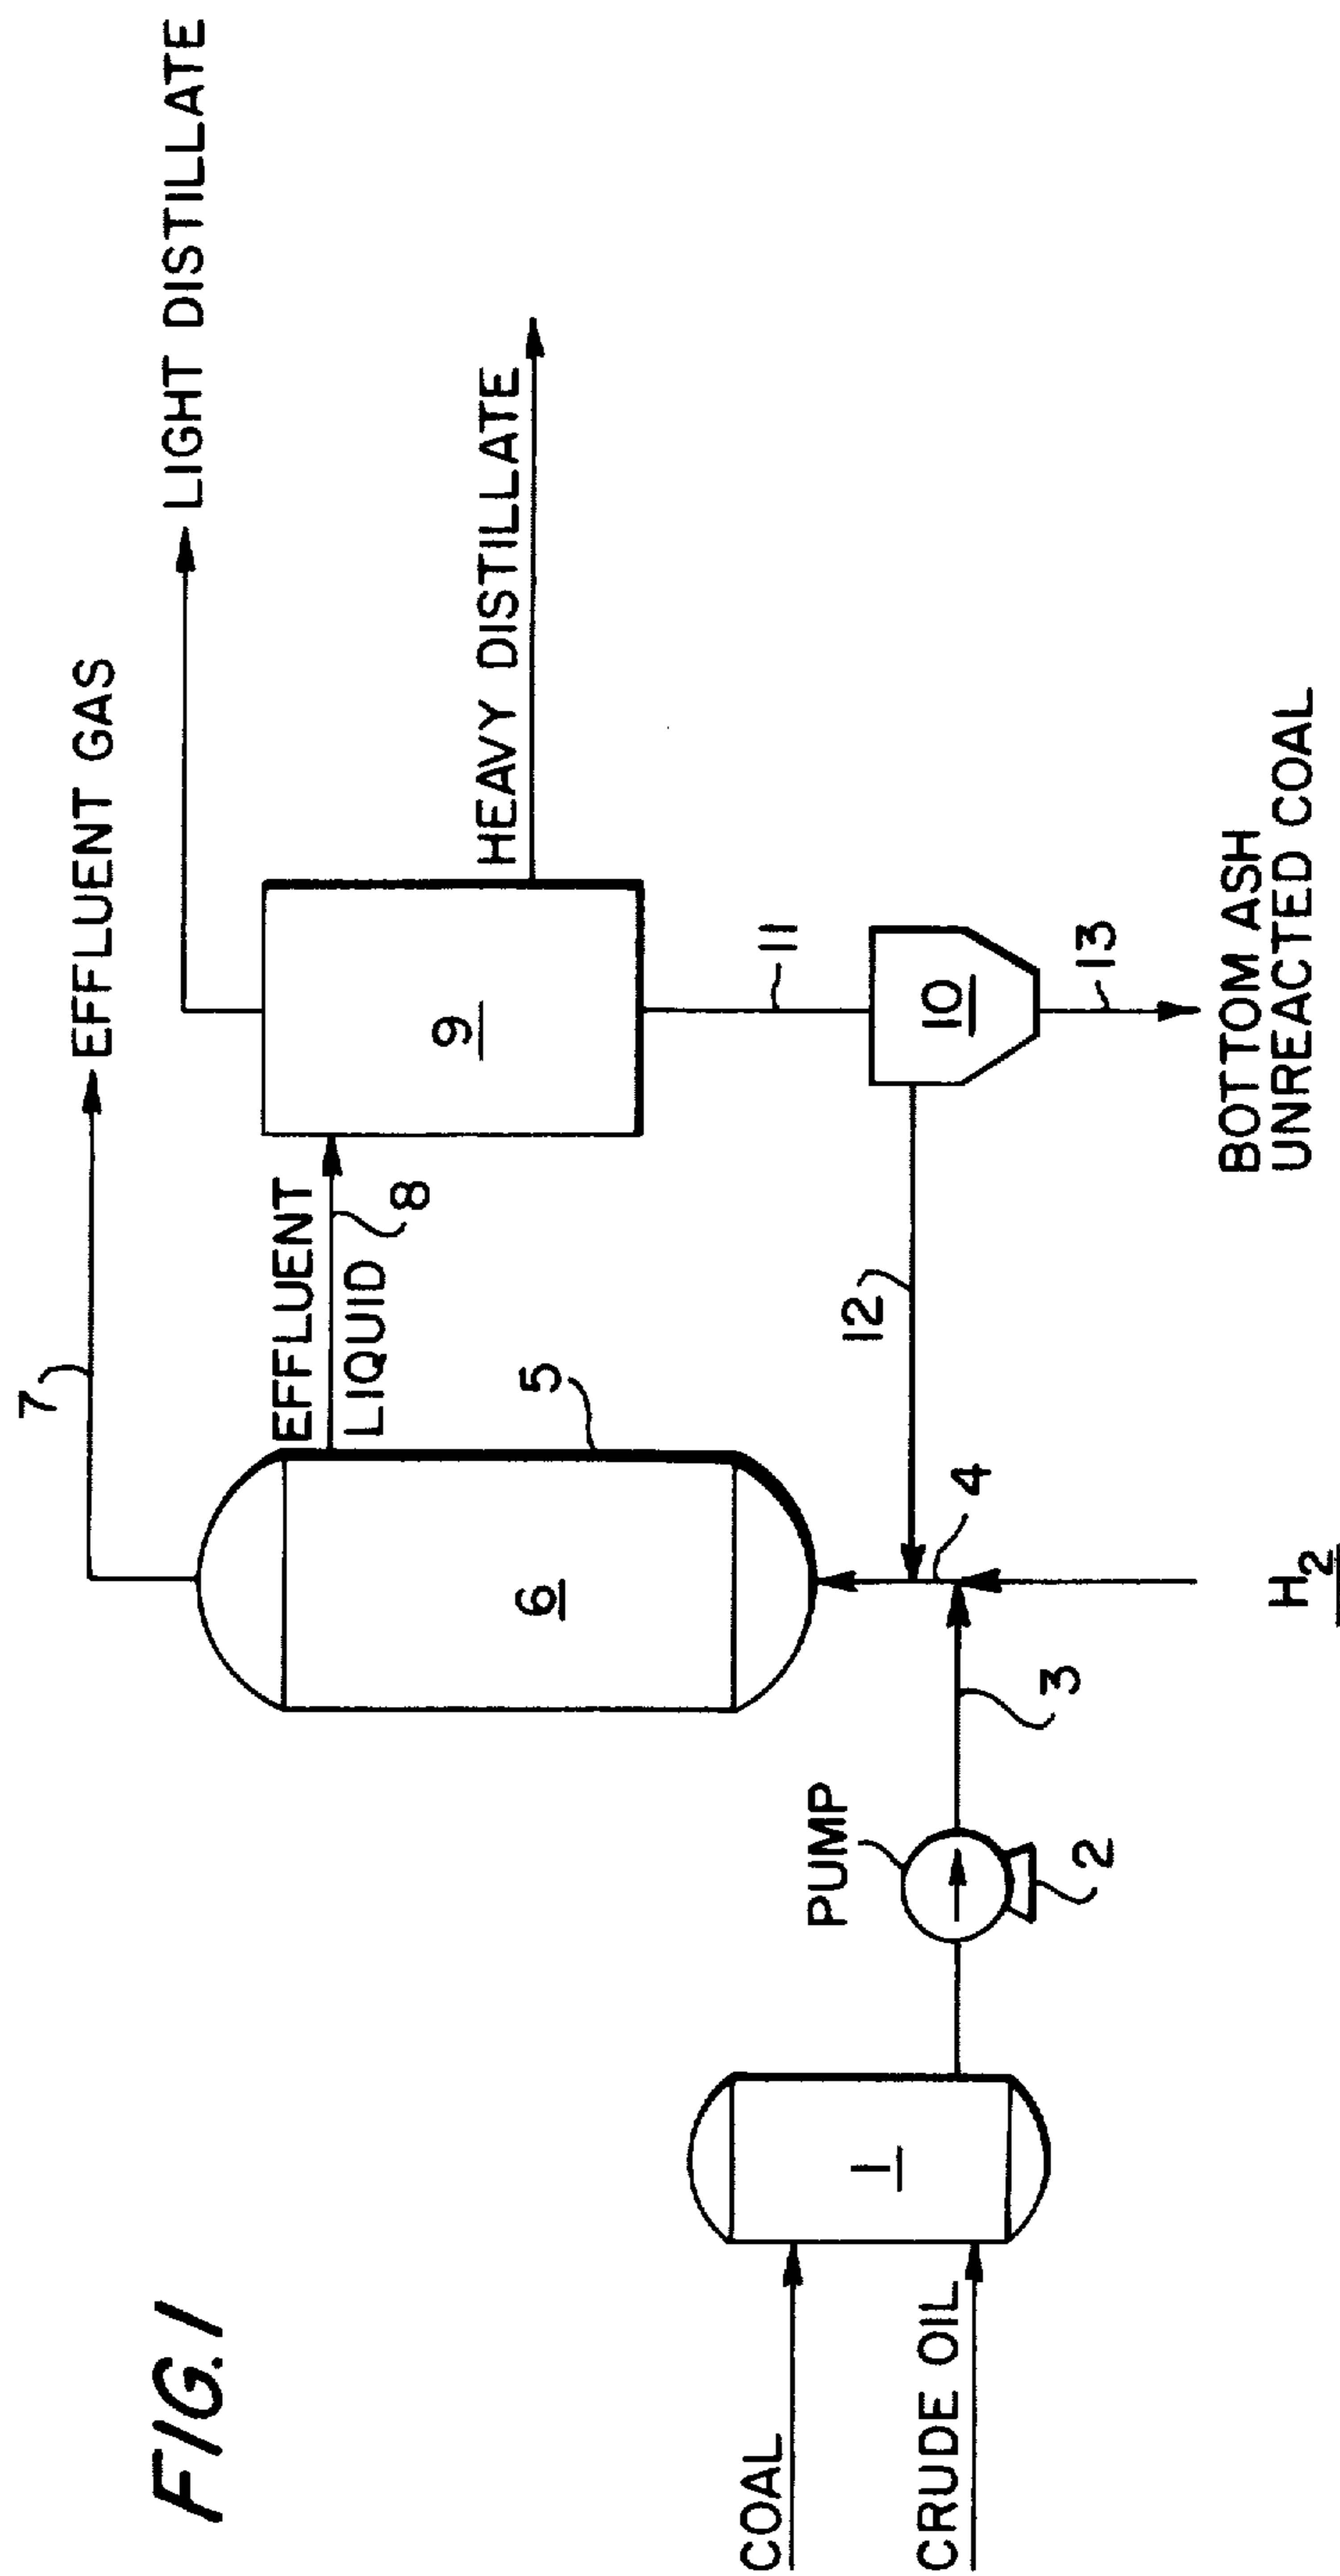 FIG. 1
7
EFFLUENT GAS
LIGHT DISTILLATE
EFFLUENT
LIQUID
8
9
HEAVY DISTILLATE
5
6
11
10
12
13
BOTTOM ASH
UNREACTED COAL
4
H2
3
PUMP
2
1
COAL
CRUDE OIL